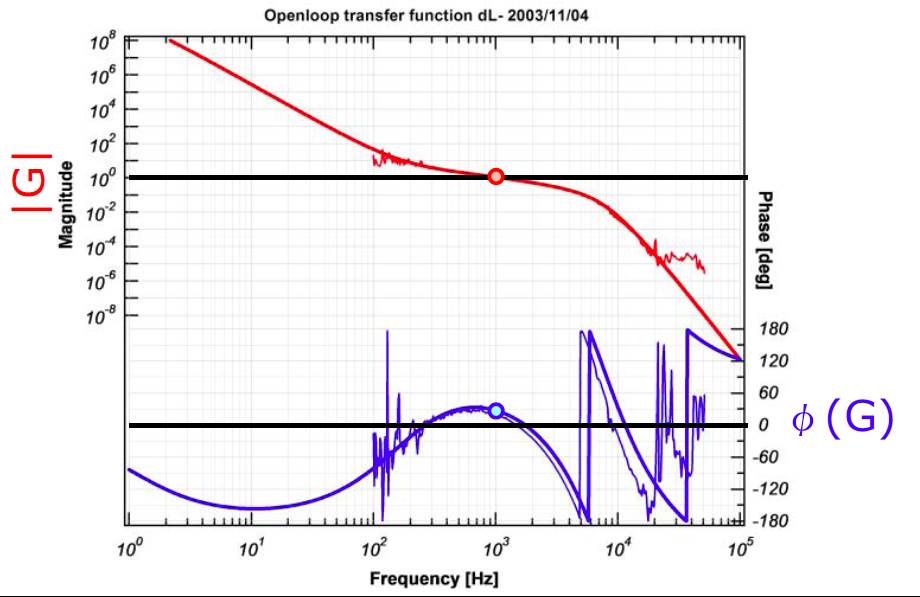 Openloop transfer function dL- 2003/11/04
10^8
10^6
10^4
10^2
10^0
10^-2
10^-4
10^-6
10^-8
|G|
Magnitude
Phase [deg]
180
120
60
0
-60
-120
-180
ϕ (G)
10^0 10^1 10^2 10^3 10^4 10^5
Frequency [Hz]